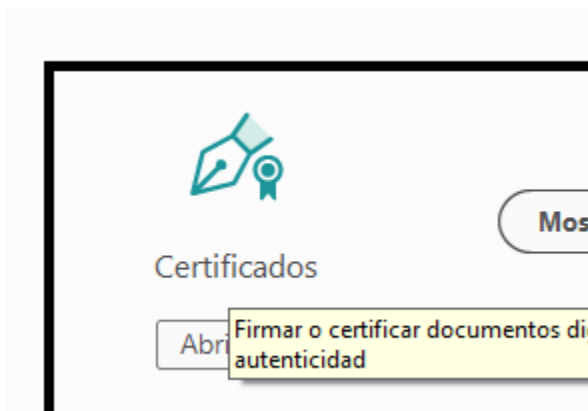 Mos
Certificados
Abri
Firmar o certificar documentos di
autenticidad